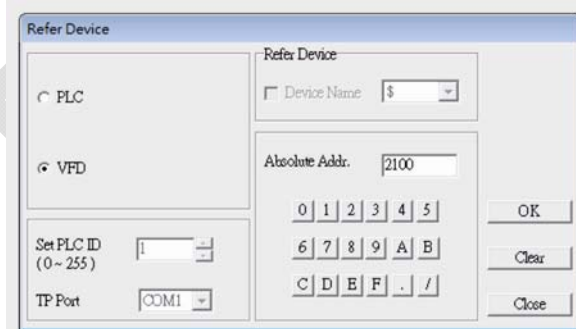 Refer Device
PLC
VFD
Set PLC ID
(0 ~ 255)
1
TP Port
COM1
Refer Device
Device Name
$
Absolute Addr.
2100
0 1 2 3 4 5
6 7 8 9 A B
C D E F . /
OK
Clear
Close